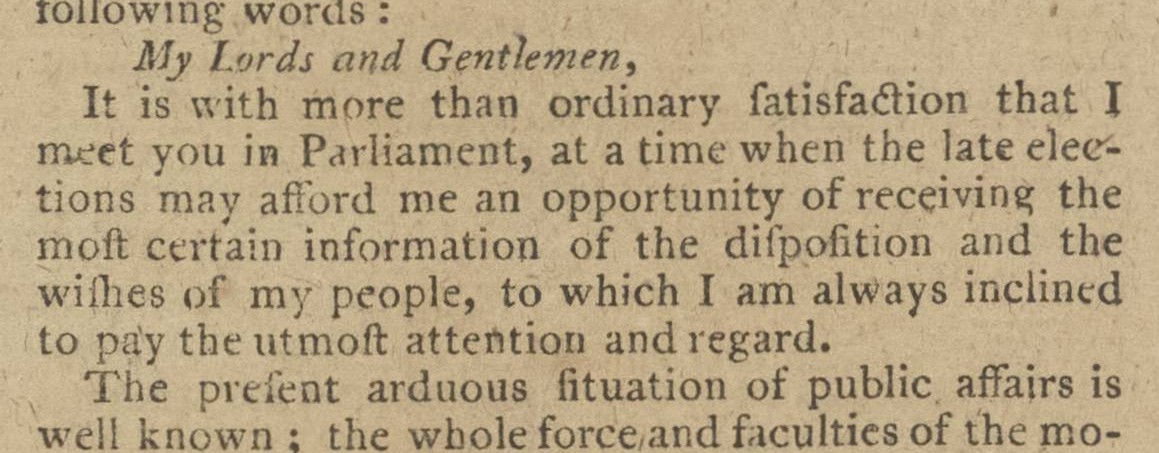 following words :
My Lords and Gentlemen,
It is with more than ordinary ſatisfaction that I
meet you in Parliament, at a time when the late elec-
tions may afford me an opportunity of receiving the
moſt certain information of the diſpoſition and the
wiſhes of my people, to which I am always inclined
to pay the utmoſt attention and regard.
The preſent arduous ſituation of public affairs is
well known ; the whole force and faculties of the mo-